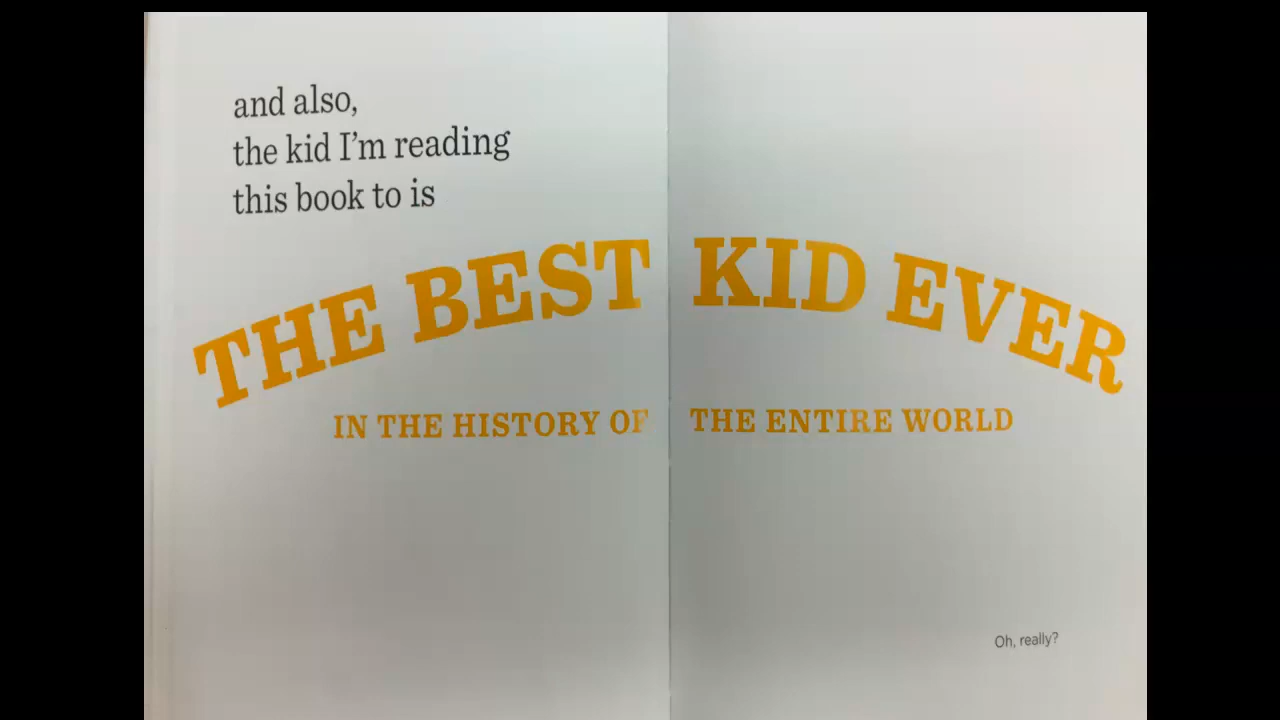 and also,
the kid I’m reading
this book to is
THE BEST KID EVER
IN THE HISTORY OF THE ENTIRE WORLD
Oh, really?